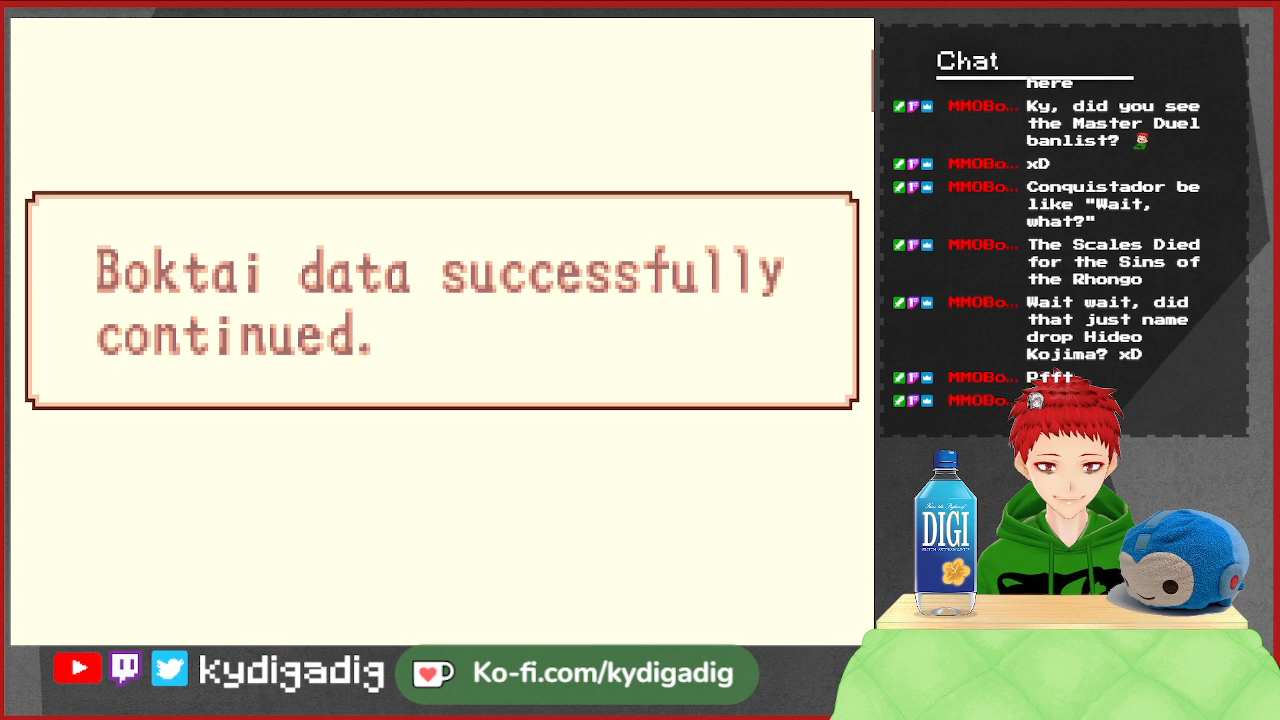 Boktai data successfully
continued.
Chat
here
MMOBo... Ky, did you see
the Master Duel
banlist?
MMOBo... xD
MMOBo... Conquistador be
like "Wait,
what?"
MMOBo... The Scales Died
for the Sins of
the Rhongo
MMOBo... Wait wait, did
that just name
drop Hideo
Kojima? xD
MMOBo... Pfft
MMOBo...
DIGI
kydigadig
Ko-fi.com/kydigadig